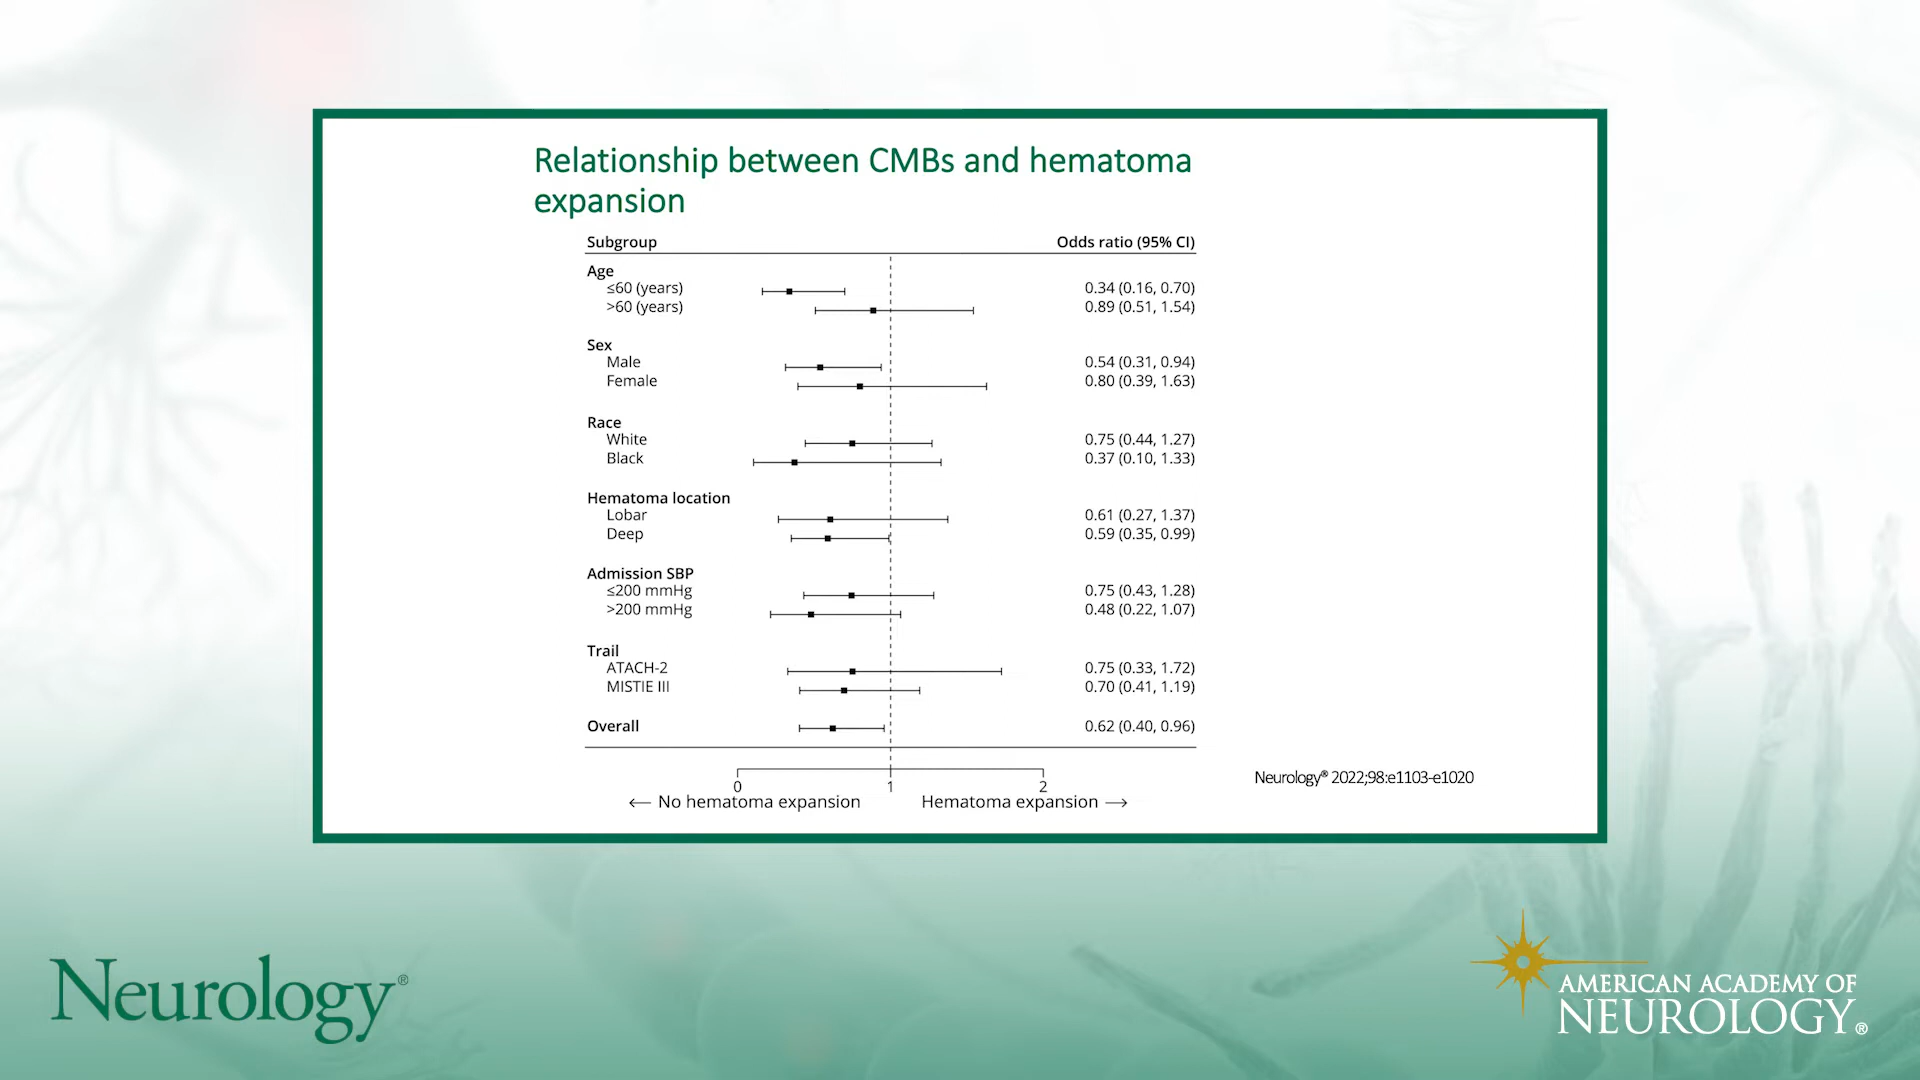 Relationship between CMBs and hematoma
expansion
Subgroup Odds ratio (95% CI)
Age
≤60 (years) 0.34 (0.16, 0.70)
>60 (years) 0.89 (0.51, 1.54)
Sex
Male 0.54 (0.31, 0.94)
Female 0.80 (0.39, 1.63)
Race
White 0.75 (0.44, 1.27)
Black 0.37 (0.10, 1.33)
Hematoma location
Lobar 0.61 (0.27, 1.37)
Deep 0.59 (0.35, 0.99)
Admission SBP
≤200 mmHg 0.75 (0.43, 1.28)
>200 mmHg 0.48 (0.22, 1.07)
Trail
ATACH-2 0.75 (0.33, 1.72)
MISTIE III 0.70 (0.41, 1.19)
Overall 0.62 (0.40, 0.96)
0 1 2
← No hematoma expansion Hematoma expansion →
Neurology® 2022;98:e1103-e1020
Neurology®
AMERICAN ACADEMY OF
NEUROLOGY®